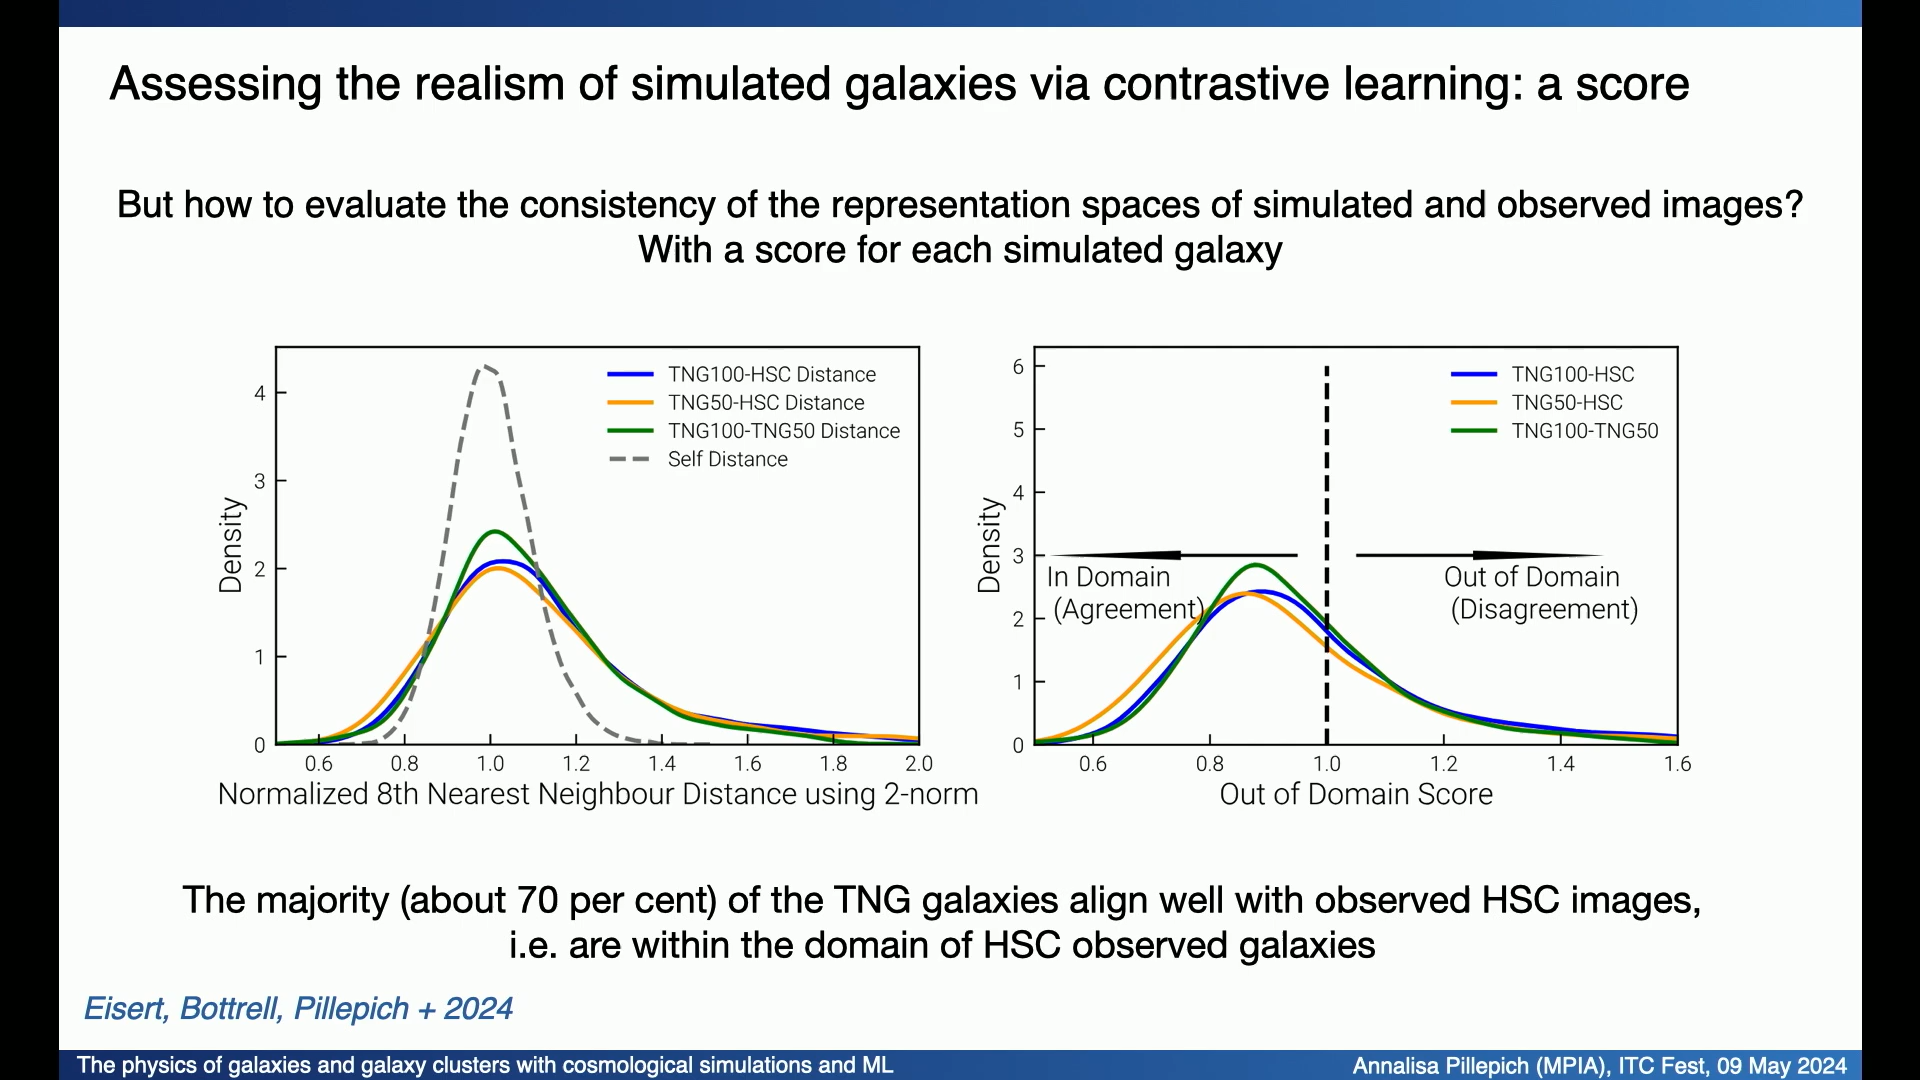 Assessing the realism of simulated galaxies via contrastive learning: a score
But how to evaluate the consistency of the representation spaces of simulated and observed images?
With a score for each simulated galaxy
TNG100-HSC Distance
TNG50-HSC Distance
TNG100-TNG50 Distance
Self Distance
4
3
2
1
0
Density
0.6 0.8 1.0 1.2 1.4 1.6 1.8 2.0
Normalized 8th Nearest Neighbour Distance using 2-norm
TNG100-HSC
TNG50-HSC
TNG100-TNG50
6
5
4
3
2
1
0
Density
In Domain
(Agreement)
Out of Domain
(Disagreement)
0.6 0.8 1.0 1.2 1.4 1.6
Out of Domain Score
The majority (about 70 per cent) of the TNG galaxies align well with observed HSC images,
i.e. are within the domain of HSC observed galaxies
Eisert, Bottrell, Pillepich + 2024
The physics of galaxies and galaxy clusters with cosmological simulations and ML
Annalisa Pillepich (MPIA), ITC Fest, 09 May 2024